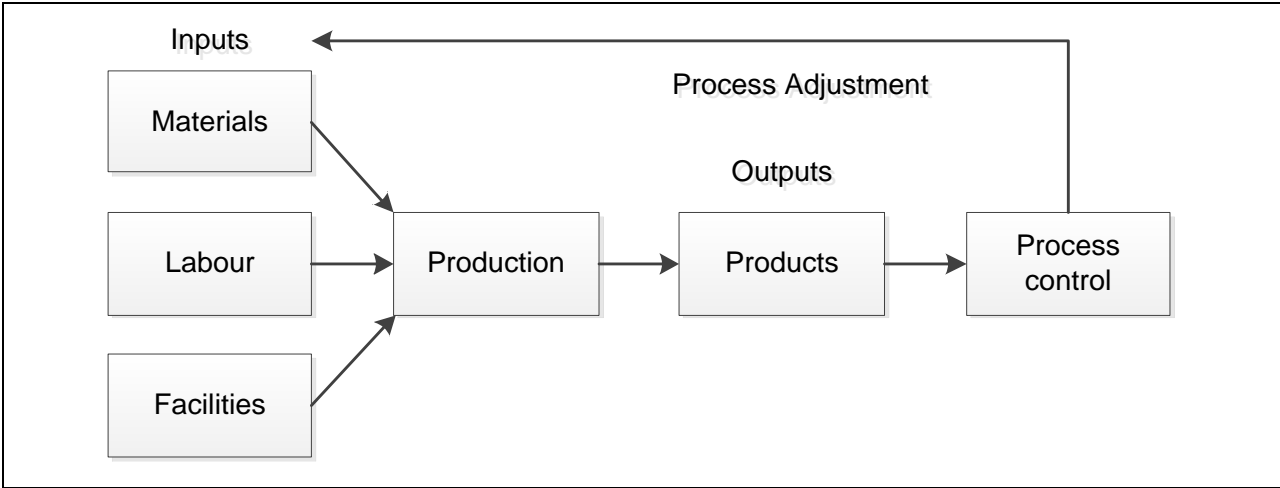 Inputs
Process Adjustment
Materials
Outputs
Labour
Production
Products
Process
control
Facilities